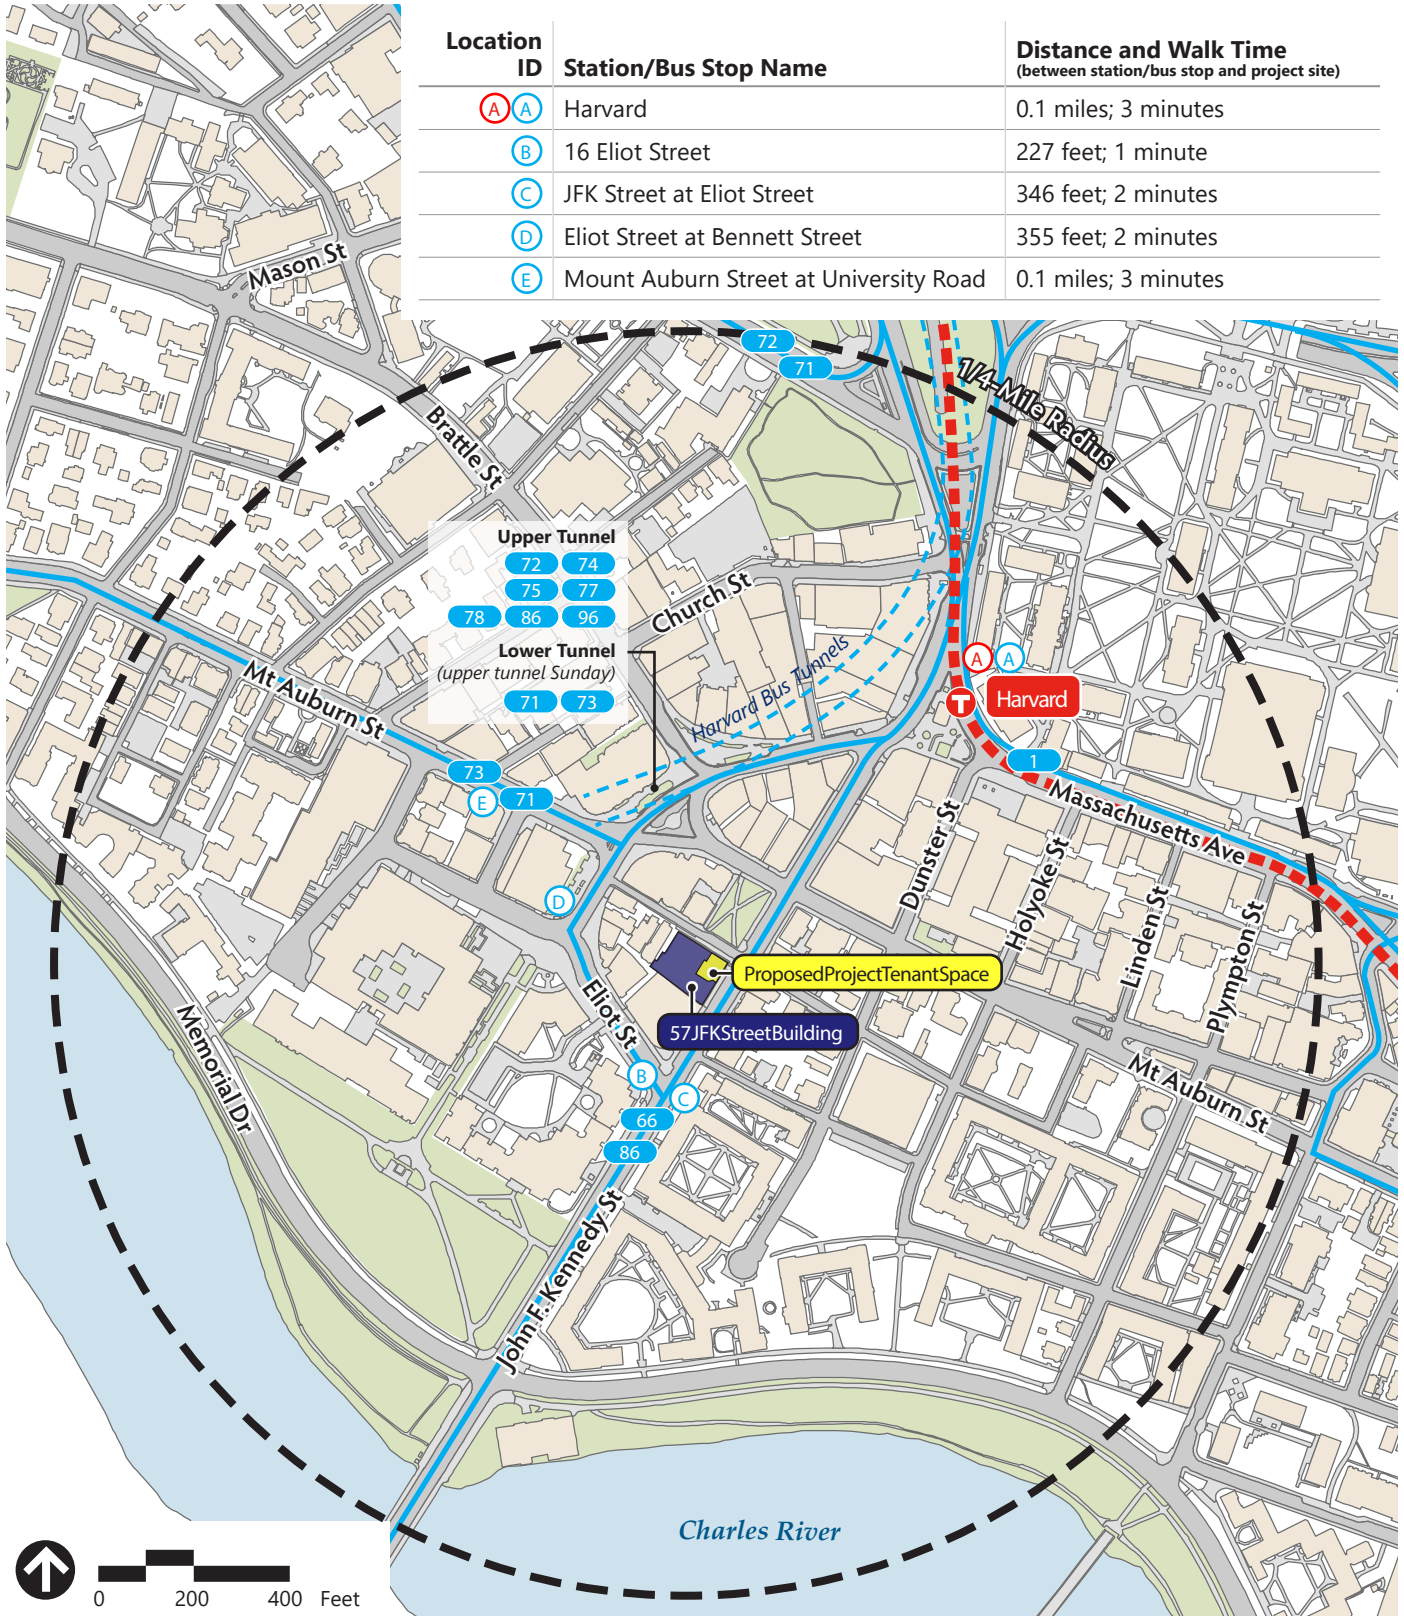 Location ID Station/Bus Stop Name Distance and Walk Time
(between station/bus stop and project site)
A A Harvard 0.1 miles; 3 minutes
B 16 Eliot Street 227 feet; 1 minute
C JFK Street at Eliot Street 346 feet; 2 minutes
D Eliot Street at Bennett Street 355 feet; 2 minutes
E Mount Auburn Street at University Road 0.1 miles; 3 minutes
Mason St
72
71
1/4-Mile Radius
Brattle St
Upper Tunnel
72 74
75 77
78 86 96
Lower Tunnel
(upper tunnel Sunday)
71 73
Church St
Harvard Bus Tunnels
A A
T Harvard
Mt Auburn St
73
E 71
1
Massachusetts Ave
Dunster St
Holyoke St
Linden St
Plympton St
D
ProposedProjectTenantSpace
57JFKStreetBuilding
Eliot St
Memorial Dr
B
C
66
86
Mt Auburn St
John F. Kennedy St
Charles River
0 200 400 Feet